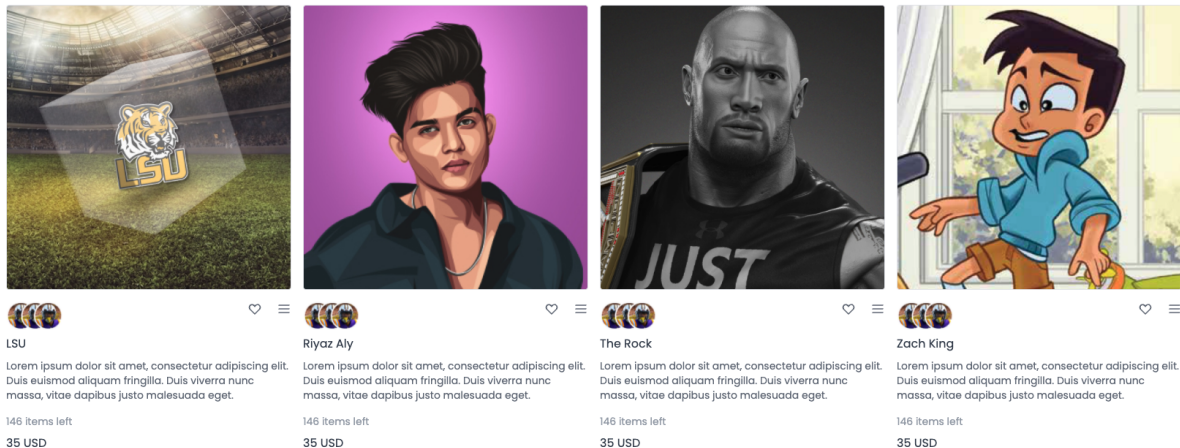 LSU
JUST
LSU
Lorem ipsum dolor sit amet, consectetur adipiscing elit.
Duis euismod aliquam fringilla. Duis viverra nunc
massa, vitae dapibus justo malesuada eget.
146 items left
35 USD
Riyaz Aly
Lorem ipsum dolor sit amet, consectetur adipiscing elit.
Duis euismod aliquam fringilla. Duis viverra nunc
massa, vitae dapibus justo malesuada eget.
146 items left
35 USD
The Rock
Lorem ipsum dolor sit amet, consectetur adipiscing elit.
Duis euismod aliquam fringilla. Duis viverra nunc
massa, vitae dapibus justo malesuada eget.
146 items left
35 USD
Zach King
Lorem ipsum dolor sit amet, consectetur adipiscing elit.
Duis euismod aliquam fringilla. Duis viverra nunc
massa, vitae dapibus justo malesuada eget.
146 items left
35 USD